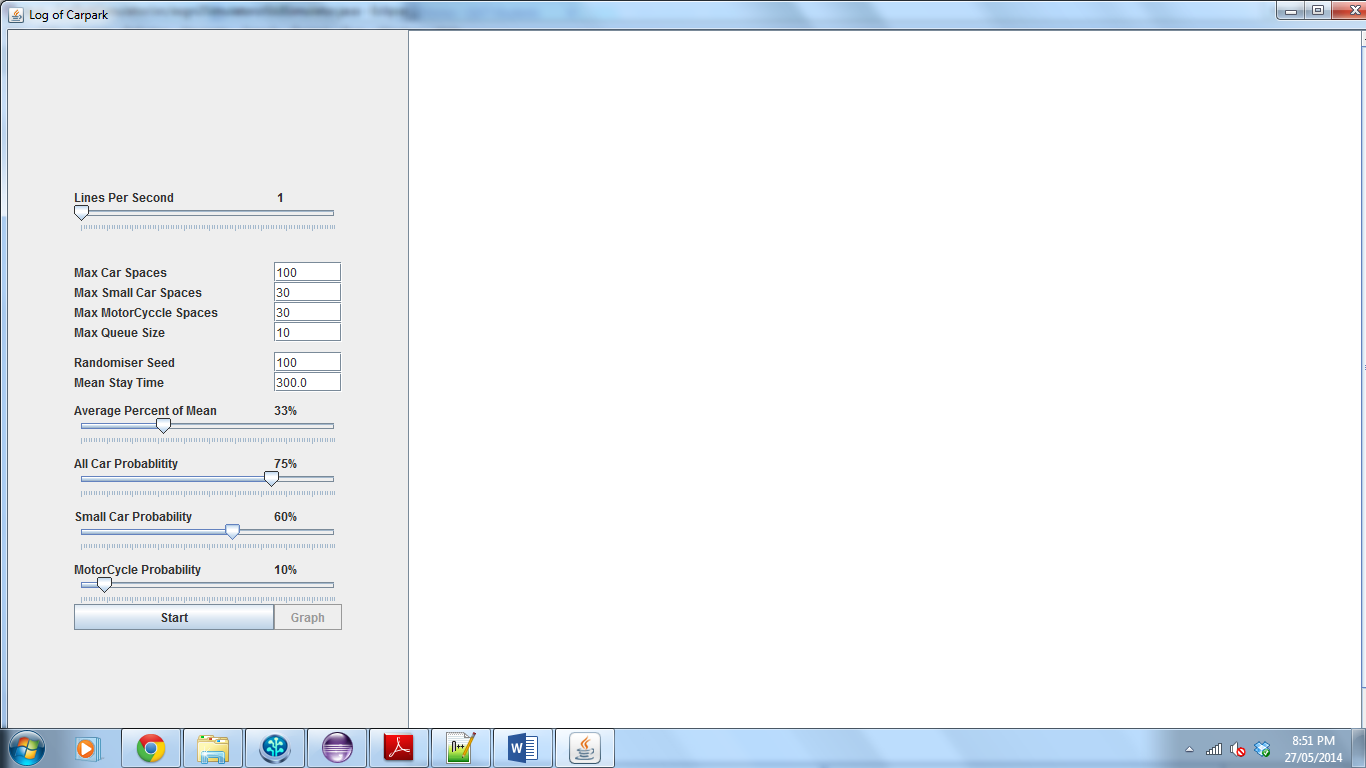 Log of Carpark
Lines Per Second 1
Max Car Spaces 100
Max Small Car Spaces 30
Max MotorCyccle Spaces 30
Max Queue Size 10
Randomiser Seed 100
Mean Stay Time 300.0
Average Percent of Mean 33%
All Car Probablitity 75%
Small Car Probability 60%
MotorCycle Probability 10%
Start Graph
8:51 PM
27/05/2014